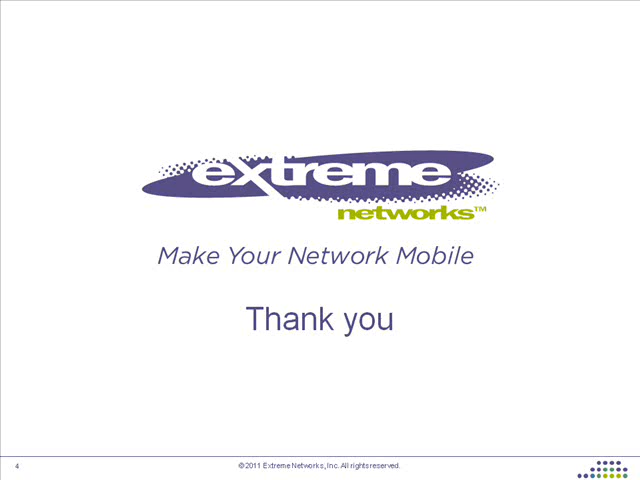 extreme
networks™
Make Your Network Mobile
Thank you
4
©2011 Extreme Networks, Inc. All rights reserved.